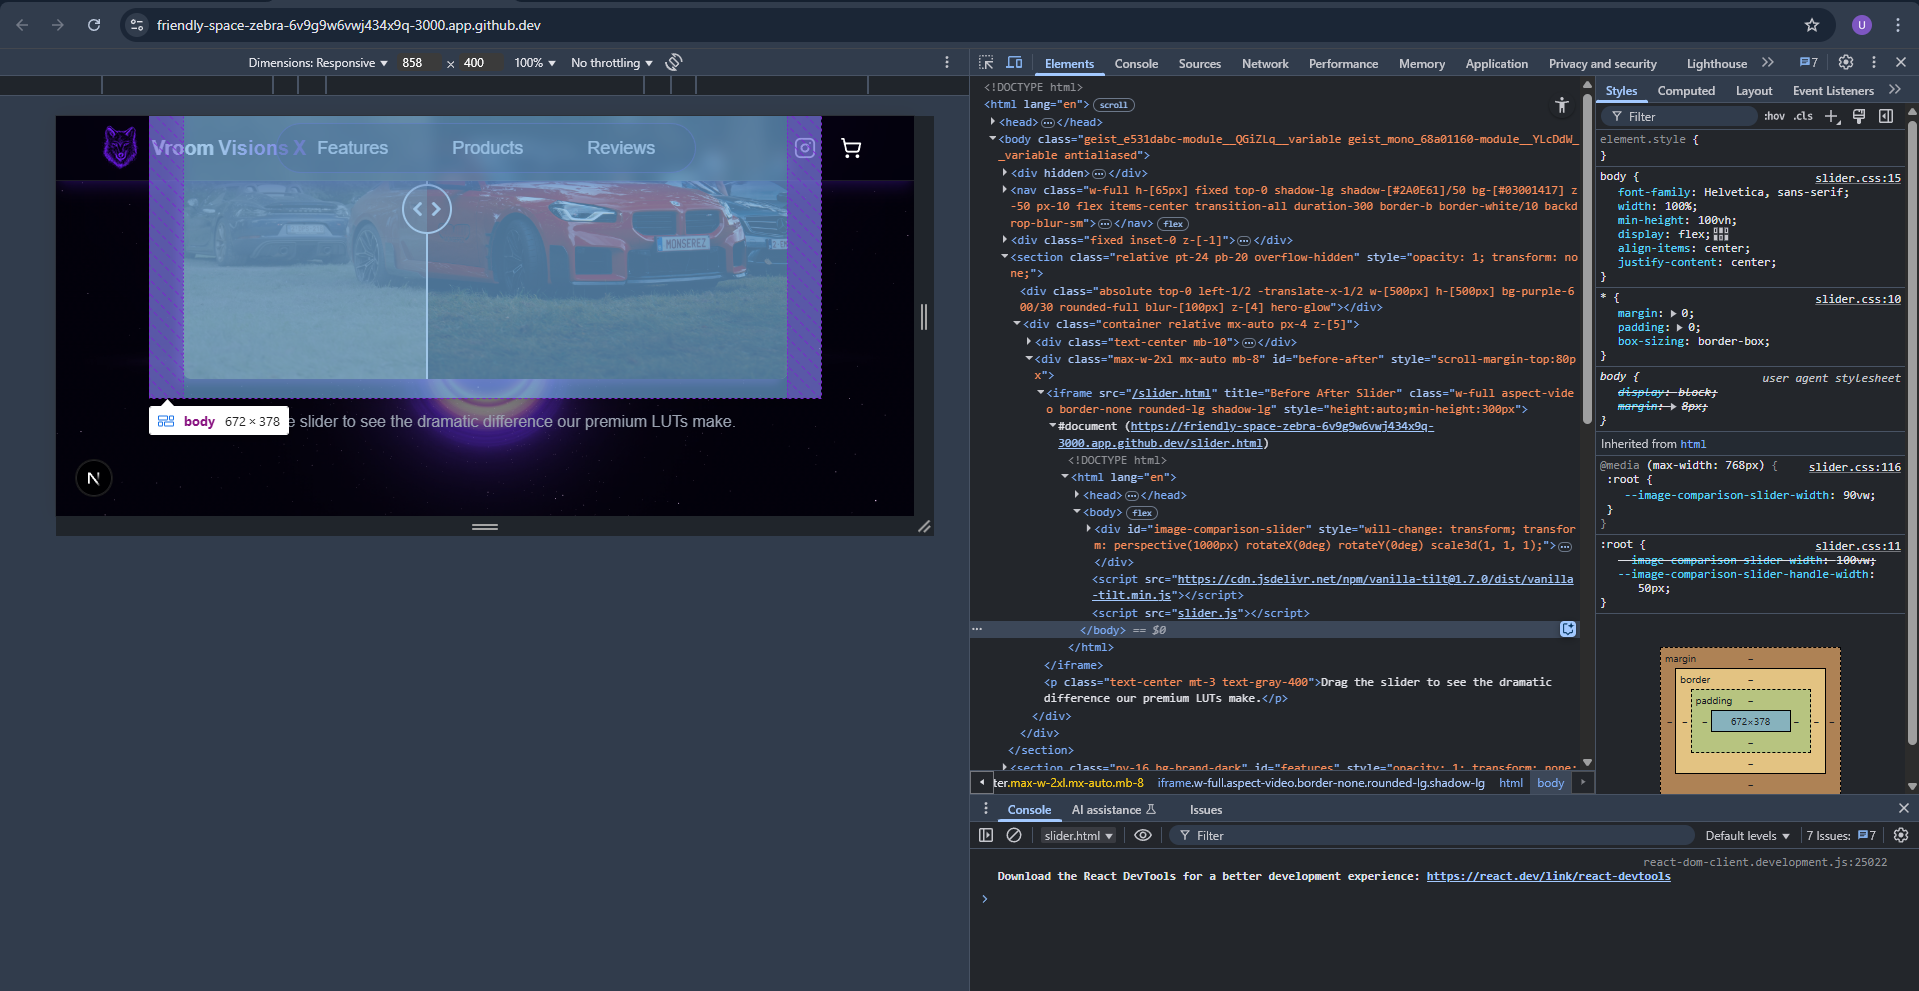 friendly-space-zebra-6v9g9w6vwj434x9q-3000.app.github.dev
U
Dimensions: Responsive ▼ 858 × 400 100% ▼ No throttling ▼
Vroom Visions X Features Products Reviews
MONSEREZ
body 672 × 378
e slider to see the dramatic difference our premium LUTs make.
N
Elements Console Sources Network Performance Memory Application Privacy and security Lighthouse 7
<!DOCTYPE html>
<html lang="en"> scroll
<head> ⋯ </head>
<body class="geist_e531dabc-module__QGiZLq__variable geist_mono_68a01160-module__YLcDdW_
_variable antialiased">
<div hidden> ⋯ </div>
<nav class="w-full h-[65px] fixed top-0 shadow-lg shadow-[#2A0E61]/50 bg-[#03001417] z
-50 px-10 flex items-center transition-all duration-300 border-b border-white/10 backd
rop-blur-sm"> ⋯ </nav> flex
<div class="fixed inset-0 z-[-1]"> ⋯ </div>
<section class="relative pt-24 pb-20 overflow-hidden" style="opacity: 1; transform: no
ne;">
<div class="absolute top-0 left-1/2 -translate-x-1/2 w-[500px] h-[500px] bg-purple-6
00/30 rounded-full blur-[100px] z-[4] hero-glow"></div>
<div class="container relative mx-auto px-4 z-[5]">
<div class="text-center mb-10"> ⋯ </div>
<div class="max-w-2xl mx-auto mb-8" id="before-after" style="scroll-margin-top:80p
x">
<iframe src="/slider.html" title="Before After Slider" class="w-full aspect-vide
o border-none rounded-lg shadow-lg" style="height:auto;min-height:300px">
#document (https://friendly-space-zebra-6v9g9w6vwj434x9q-
3000.app.github.dev/slider.html)
<!DOCTYPE html>
<html lang="en">
<head> ⋯ </head>
<body> flex
<div id="image-comparison-slider" style="will-change: transform; transfor
m: perspective(1000px) rotateX(0deg) rotateY(0deg) scale3d(1, 1, 1);"> ⋯
</div>
<script src="https://cdn.jsdelivr.net/npm/vanilla-tilt@1.7.0/dist/vanilla
-tilt.min.js"></script>
<script src="slider.js"></script>
</body> == $0
</html>
</iframe>
<p class="text-center mt-3 text-gray-400">Drag the slider to see the dramatic
difference our premium LUTs make.</p>
</div>
</div>
</section>
<section class="py-16 bg-brand-dark" id="features" style="opacity: 1; transform: none;
ter.max-w-2xl.mx-auto.mb-8 iframe.w-full.aspect-video.border-none.rounded-lg.shadow-lg html body
Styles Computed Layout Event Listeners
Filter :hov .cls
element.style {
}
body { slider.css:15
font-family: Helvetica, sans-serif;
width: 100%;
min-height: 100vh;
display: flex;
align-items: center;
justify-content: center;
}
* { slider.css:10
margin: 0;
padding: 0;
box-sizing: border-box;
}
body { user agent stylesheet
display: block;
margin: 8px;
}
Inherited from html
@media (max-width: 768px) { slider.css:116
:root {
--image-comparison-slider-width: 90vw;
}
}
:root { slider.css:11
--image-comparison-slider-width: 100vw;
--image-comparison-slider-handle-width:
50px;
}
margin –
border –
padding –
– – – 672×378 – – –
–
–
–
Console AI assistance Issues
slider.html ▼ Filter Default levels ▼ 7 Issues: 7
react-dom-client.development.js:25022
Download the React DevTools for a better development experience: https://react.dev/link/react-devtools